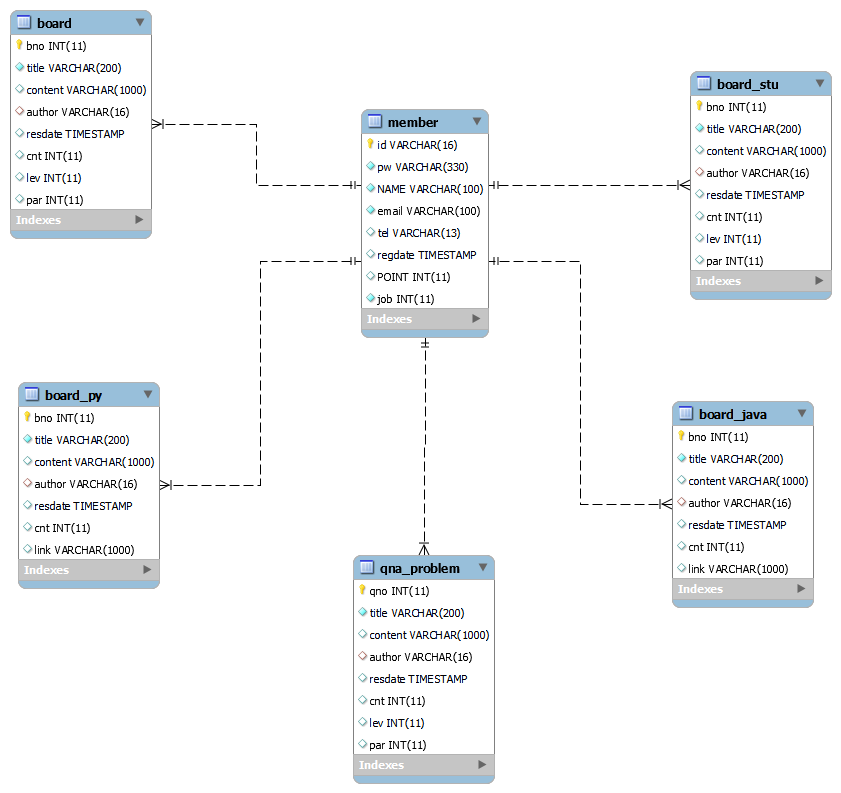 board
bno INT(11)
title VARCHAR(200)
content VARCHAR(1000)
author VARCHAR(16)
resdate TIMESTAMP
cnt INT(11)
lev INT(11)
par INT(11)
Indexes
member
id VARCHAR(16)
pw VARCHAR(330)
NAME VARCHAR(100)
email VARCHAR(100)
tel VARCHAR(13)
regdate TIMESTAMP
POINT INT(11)
job INT(11)
Indexes
board_stu
bno INT(11)
title VARCHAR(200)
content VARCHAR(1000)
author VARCHAR(16)
resdate TIMESTAMP
cnt INT(11)
lev INT(11)
par INT(11)
Indexes
board_py
bno INT(11)
title VARCHAR(200)
content VARCHAR(1000)
author VARCHAR(16)
resdate TIMESTAMP
cnt INT(11)
link VARCHAR(1000)
Indexes
board_java
bno INT(11)
title VARCHAR(200)
content VARCHAR(1000)
author VARCHAR(16)
resdate TIMESTAMP
cnt INT(11)
link VARCHAR(1000)
Indexes
qna_problem
qno INT(11)
title VARCHAR(200)
content VARCHAR(1000)
author VARCHAR(16)
resdate TIMESTAMP
cnt INT(11)
lev INT(11)
par INT(11)
Indexes